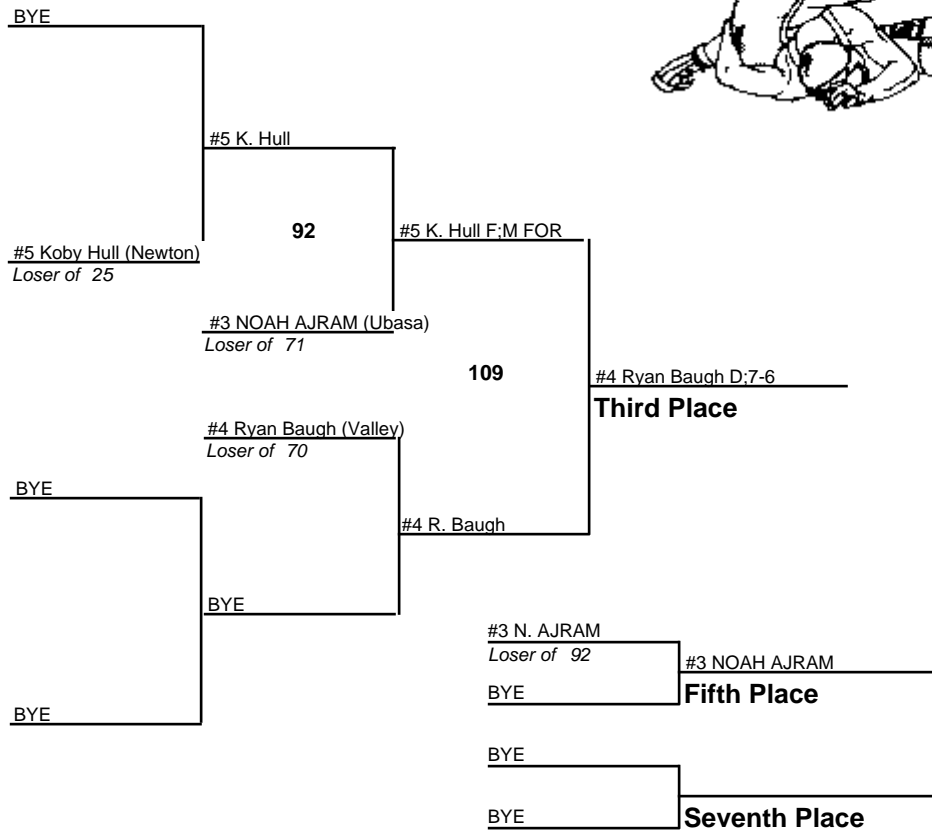 BYE
#5 K. Hull
92
#5 K. Hull F;M FOR
#5 Koby Hull (Newton)
Loser of 25
#3 NOAH AJRAM (Ubasa)
Loser of 71
109
#4 Ryan Baugh D;7-6
Third Place
#4 Ryan Baugh (Valley)
Loser of 70
BYE
#4 R. Baugh
BYE
#3 N. AJRAM
Loser of 92
#3 NOAH AJRAM
BYE
Fifth Place
BYE
BYE
BYE
Seventh Place